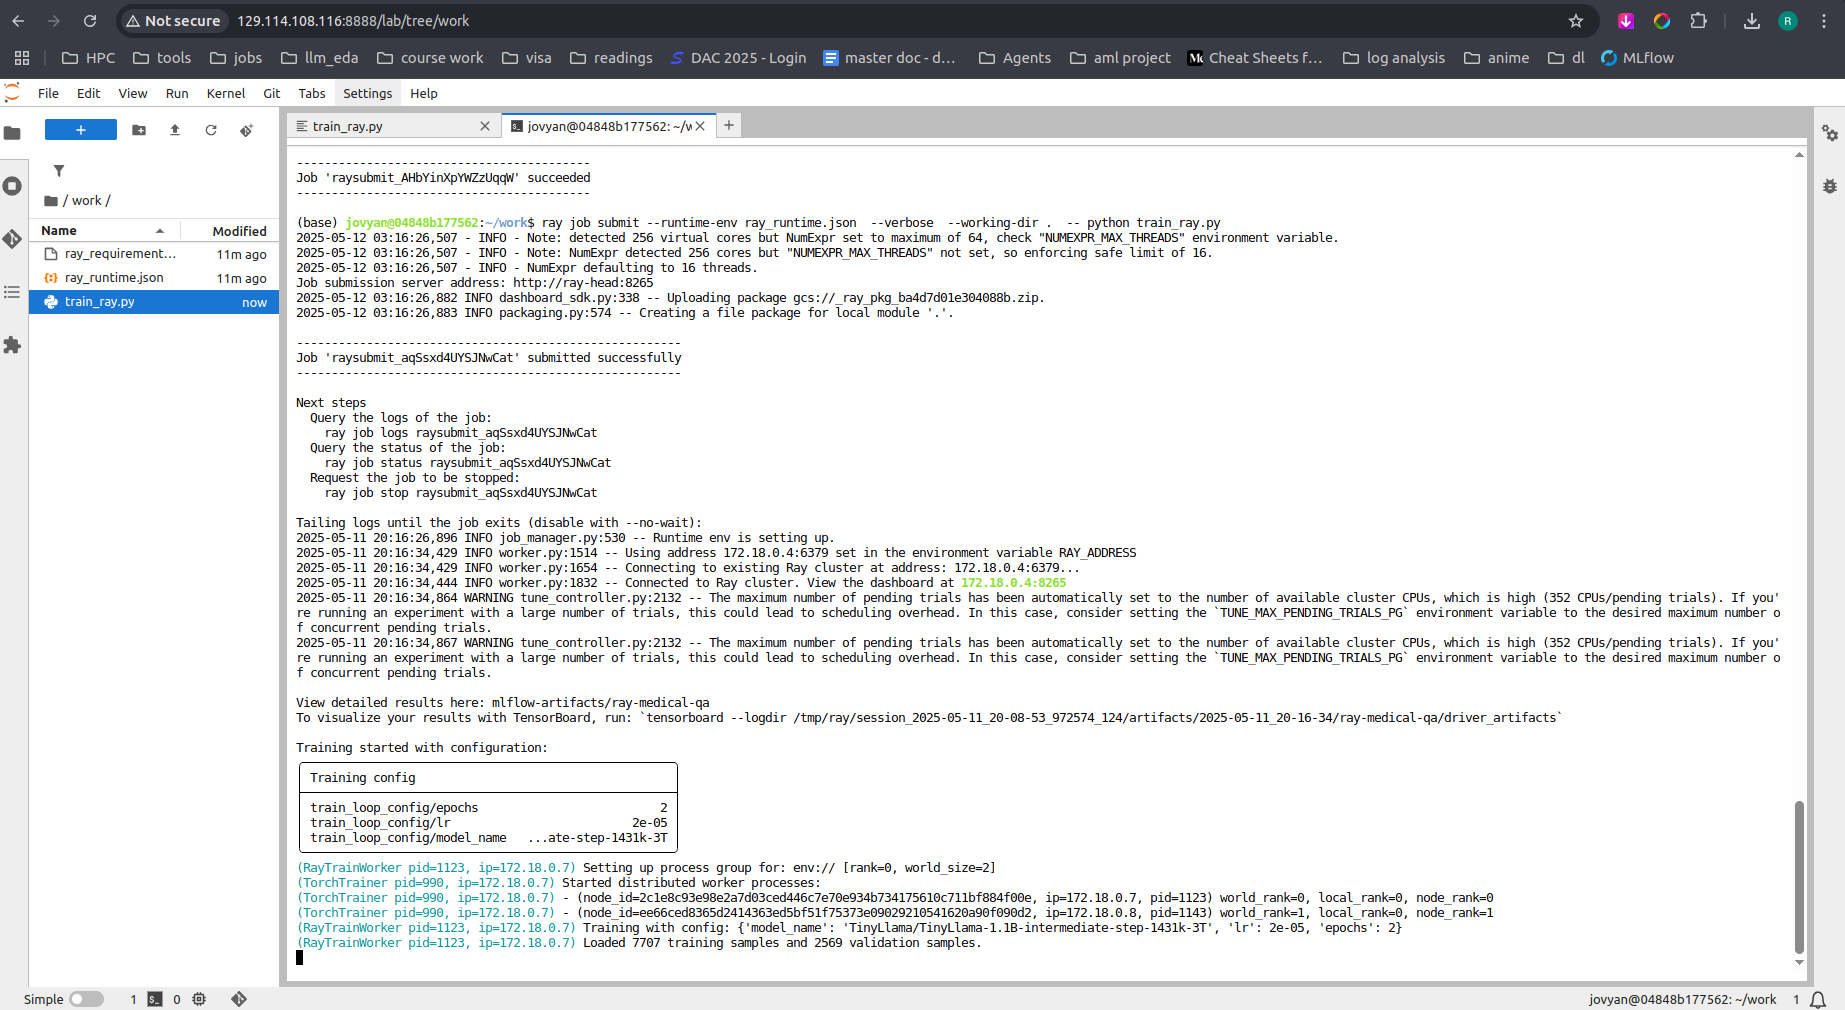 Not secure 129.114.108.116:8888/lab/tree/work
R
HPC tools jobs llm_eda course work visa readings DAC 2025 - Login master doc - d... Agents aml project Cheat Sheets f... log analysis anime dl MLflow
File Edit View Run Kernel Git Tabs Settings Help
train_ray.py
jovyan@04848b177562: ~/w
/ work /
Name Modified
ray_requirement... 11m ago
ray_runtime.json 11m ago
train_ray.py now
----------------------------------------
Job 'raysubmit_AHbYinXpYWZzUqqW' succeeded
----------------------------------------
(base) jovyan@04848b177562:~/work$ ray job submit --runtime-env ray_runtime.json --verbose --working-dir . -- python train_ray.py
2025-05-12 03:16:26,507 - INFO - Note: detected 256 virtual cores but NumExpr set to maximum of 64, check "NUMEXPR_MAX_THREADS" environment variable.
2025-05-12 03:16:26,507 - INFO - Note: NumExpr detected 256 cores but "NUMEXPR_MAX_THREADS" not set, so enforcing safe limit of 16.
2025-05-12 03:16:26,507 - INFO - NumExpr defaulting to 16 threads.
Job submission server address: http://ray-head:8265
2025-05-12 03:16:26,882 INFO dashboard_sdk.py:338 -- Uploading package gcs://_ray_pkg_ba4d7d01e304088b.zip.
2025-05-12 03:16:26,883 INFO packaging.py:574 -- Creating a file package for local module '.'.
-------------------------------------------------------
Job 'raysubmit_aqSsxd4UYSJNwCat' submitted successfully
-------------------------------------------------------
Next steps
Query the logs of the job:
ray job logs raysubmit_aqSsxd4UYSJNwCat
Query the status of the job:
ray job status raysubmit_aqSsxd4UYSJNwCat
Request the job to be stopped:
ray job stop raysubmit_aqSsxd4UYSJNwCat
Tailing logs until the job exits (disable with --no-wait):
2025-05-11 20:16:26,896 INFO job_manager.py:530 -- Runtime env is setting up.
2025-05-11 20:16:34,429 INFO worker.py:1514 -- Using address 172.18.0.4:6379 set in the environment variable RAY_ADDRESS
2025-05-11 20:16:34,429 INFO worker.py:1654 -- Connecting to existing Ray cluster at address: 172.18.0.4:6379...
2025-05-11 20:16:34,444 INFO worker.py:1832 -- Connected to Ray cluster. View the dashboard at 172.18.0.4:8265
2025-05-11 20:16:34,864 WARNING tune_controller.py:2132 -- The maximum number of pending trials has been automatically set to the number of available cluster CPUs, which is high (352 CPUs/pending trials). If you'
re running an experiment with a large number of trials, this could lead to scheduling overhead. In this case, consider setting the `TUNE_MAX_PENDING_TRIALS_PG` environment variable to the desired maximum number o
f concurrent pending trials.
2025-05-11 20:16:34,867 WARNING tune_controller.py:2132 -- The maximum number of pending trials has been automatically set to the number of available cluster CPUs, which is high (352 CPUs/pending trials). If you'
re running an experiment with a large number of trials, this could lead to scheduling overhead. In this case, consider setting the `TUNE_MAX_PENDING_TRIALS_PG` environment variable to the desired maximum number o
f concurrent pending trials.
View detailed results here: mlflow-artifacts/ray-medical-qa
To visualize your results with TensorBoard, run: `tensorboard --logdir /tmp/ray/session_2025-05-11_20-08-53_972574_124/artifacts/2025-05-11_20-16-34/ray-medical-qa/driver_artifacts`
Training started with configuration:
Training config
train_loop_config/epochs 2
train_loop_config/lr 2e-05
train_loop_config/model_name ...ate-step-1431k-3T
(RayTrainWorker pid=1123, ip=172.18.0.7) Setting up process group for: env:// [rank=0, world_size=2]
(TorchTrainer pid=990, ip=172.18.0.7) Started distributed worker processes:
(TorchTrainer pid=990, ip=172.18.0.7) - (node_id=2c1e8c93e98e2a7d03ced446c7e70e934b734175610c711bf884f00e, ip=172.18.0.7, pid=1123) world_rank=0, local_rank=0, node_rank=0
(TorchTrainer pid=990, ip=172.18.0.7) - (node_id=ee66ced8365d2414363ed5bf51f75373e09029210541620a90f090d2, ip=172.18.0.8, pid=1143) world_rank=1, local_rank=0, node_rank=1
(RayTrainWorker pid=1123, ip=172.18.0.7) Training with config: {'model_name': 'TinyLlama/TinyLlama-1.1B-intermediate-step-1431k-3T', 'lr': 2e-05, 'epochs': 2}
(RayTrainWorker pid=1123, ip=172.18.0.7) Loaded 7707 training samples and 2569 validation samples.
Simple 1 0 jovyan@04848b177562: ~/work 1